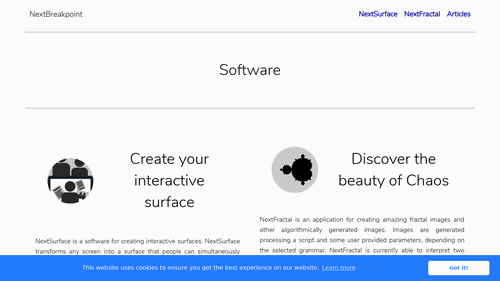 NextBreakpoint
NextSurface NextFractal Articles
Software
Create your
interactive
surface
NextSurface is a software for creating interactive surfaces. NextSurface
transforms any screen into a surface that people can simultaneously
Discover the
beauty of Chaos
NextFractal is an application for creating amazing fractal images and
other algorithmically generated images. Images are generated
processing a script and some user provided parameters, depending on
the selected grammar. NextFractal is currently able to interpret two
This website uses cookies to ensure you get the best experience on our website. Learn more
Got it!